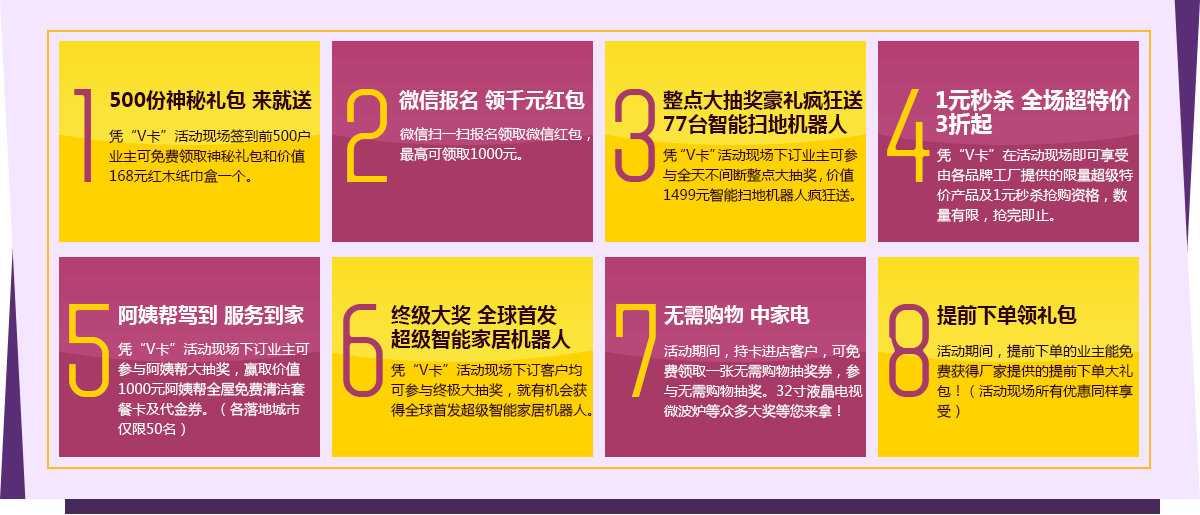 1
500份神秘礼包 来就送
凭“V卡”活动现场签到前500户
业主可免费领取神秘礼包和价值
168元红木纸巾盒一个。
2
微信报名 领千元红包
微信扫一扫报名领取微信红包，
最高可领取1000元。
3
整点大抽奖豪礼疯狂送
77台智能扫地机器人
凭“V卡”活动现场下订业主可参
与全天不间断整点大抽奖，价值
1499元智能扫地机器人疯狂送。
4
1元秒杀 全场超特价
3折起
凭“V卡”在活动现场即可享受
由各品牌工厂提供的限量超级特
价产品及1元秒杀抢购资格，数
量有限，抢完即止。
5
阿姨帮驾到 服务到家
凭“V卡”活动现场下订业主可
参与阿姨帮大抽奖，赢取价值
1000元阿姨帮全屋免费清洁套
餐卡及代金券。（各落地城市
仅限50名）
6
终级大奖 全球首发
超级智能家居机器人
凭“V卡”活动现场下订客户均
可参与终极大抽奖，就有机会获
得全球首发超级智能家居机器人。
7
无需购物 中家电
活动期间，持卡进店客户，可免
费领取一张无需购物抽奖券，参
与无需购物抽奖。32寸液晶电视
微波炉等众多大奖等您来拿！
8
提前下单领礼包
活动期间，提前下单的业主能免
费获得厂家提供的提前下单大礼
包！（活动现场所有优惠同样享
受）